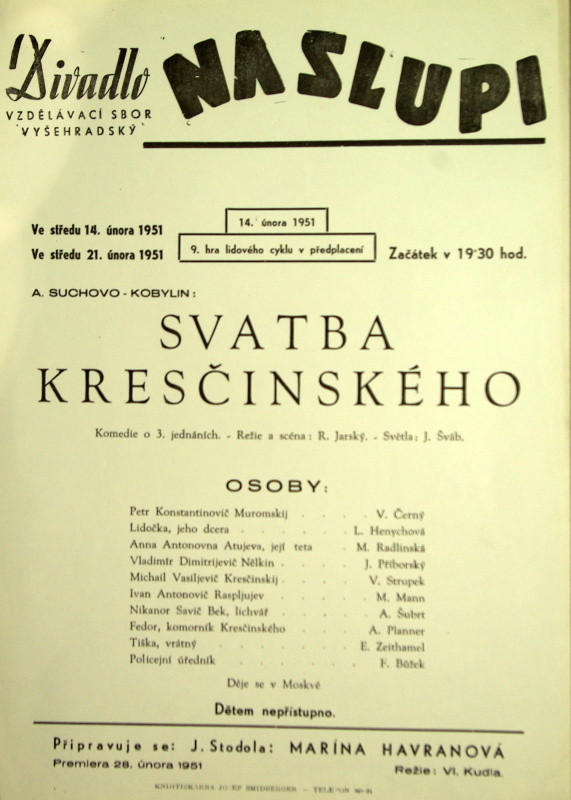 Divadlo NA SLUPI
VZDĚLÁVACÍ SBOR
VYŠEHRADSKÝ
Ve středu 14. února 1951
14. února 1951
Ve středu 21. února 1951
9. hra lidového cyklu v předplacení
Začátek v 19·30 hod.
A. SUCHOVO-KOBYLIN:
SVATBA
KRESČINSKÉHO
Komedie o 3. jednáních. - Režie a scéna: R. Jarský. - Světla: J. Šváb.
OSOBY:
Petr Konstantinovič Muromskij . . . . V. Černý
Lidočka, jeho dcera . . . . . . L. Henychová
Anna Antonovna Atujeva, její teta . M. Radlinská
Vladimír Dimitrijevič Nělkin . . . . J. Příborský
Michail Vasiljevič Kresčinskij . . . . V. Strupek
Ivan Antonovič Raspljujev . . . . M. Mann
Nikanor Savič Bek, lichvář . . . . A. Šubrt
Fedor, komorník Kresčinského . . . A. Planner
Tiška, vrátný . . . . . . E. Zeithamel
Policejní úředník . . . . . . F. Bůtek
Děje se v Moskvě
Dětem nepřístupno.
Připravuje se: J. Stodola: MARÍNA HAVRANOVÁ
Premiera 28. února 1951
Režie: Vl. Kudla.
KNIHTISKÁRNA